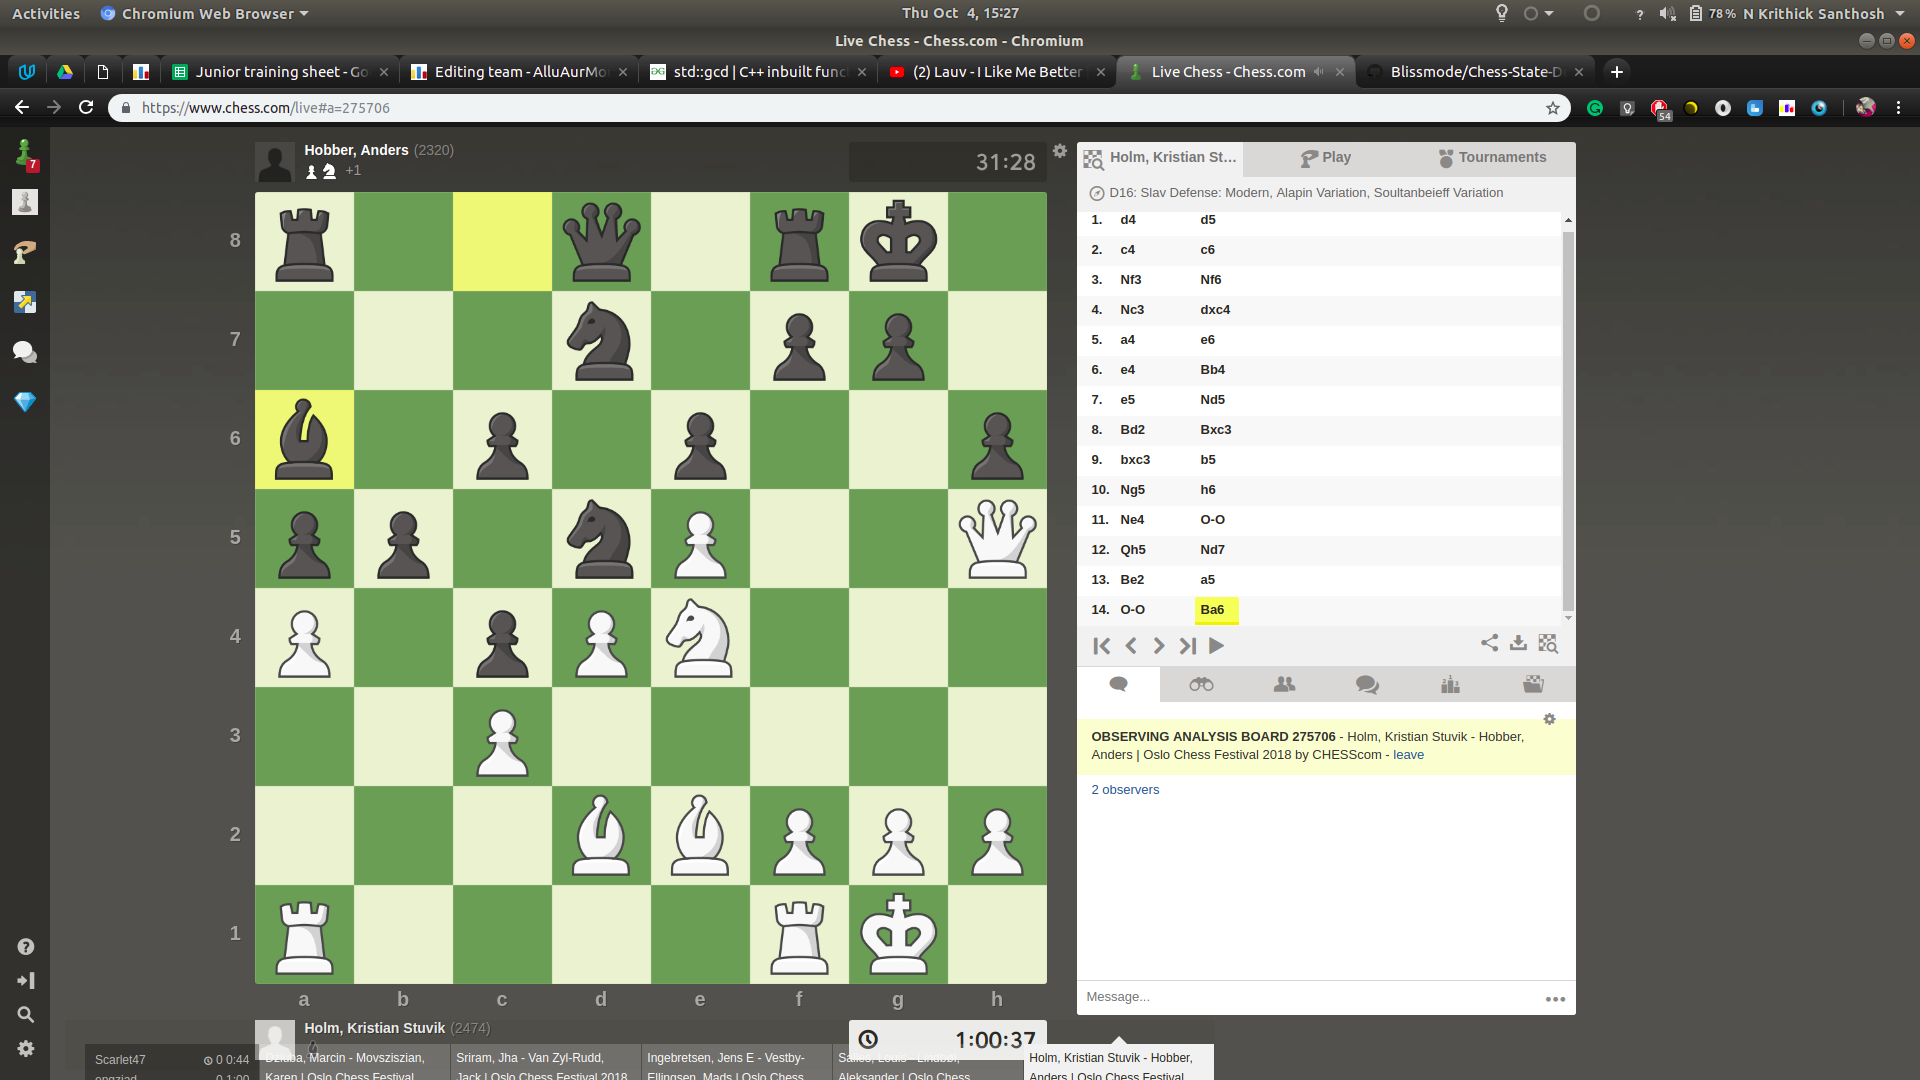 Activities
Chromium Web Browser
Thu Oct 4, 15:27
?
78%
N Krithick Santhosh
Live Chess - Chess.com - Chromium
Junior training sheet - Go
Editing team - AlluAurMo
std::gcd | C++ inbuilt func
(2) Lauv - I Like Me Better
Live Chess - Chess.com
Blissmode/Chess-State-D
https://www.chess.com/live#a=275706
54
7
Hobber, Anders (2320)
+1
31:28
8
7
6
5
4
3
2
1
a b c d e f g h
Holm, Kristian Stuvik (2474)
1:00:37
Holm, Kristian St...
Play
Tournaments
D16: Slav Defense: Modern, Alapin Variation, Soultanbeieff Variation
1. d4 d5
2. c4 c6
3. Nf3 Nf6
4. Nc3 dxc4
5. a4 e6
6. e4 Bb4
7. e5 Nd5
8. Bd2 Bxc3
9. bxc3 b5
10. Ng5 h6
11. Ne4 O-O
12. Qh5 Nd7
13. Be2 a5
14. O-O Ba6
OBSERVING ANALYSIS BOARD 275706 - Holm, Kristian Stuvik - Hobber,
Anders | Oslo Chess Festival 2018 by CHESScom - leave
2 observers
Message...
Scarlet47 0 0:44
Dziuba, Marcin - Movsziszian,
Karen | Oslo Chess Festival
Sriram, Jha - Van Zyl-Rudd,
Jack | Oslo Chess Festival 2018
Ingebretsen, Jens E - Vestby-
Ellingsen, Mads | Oslo Chess
Aleksander | Oslo Chess
Holm, Kristian Stuvik - Hobber,
Anders | Oslo Chess Festival